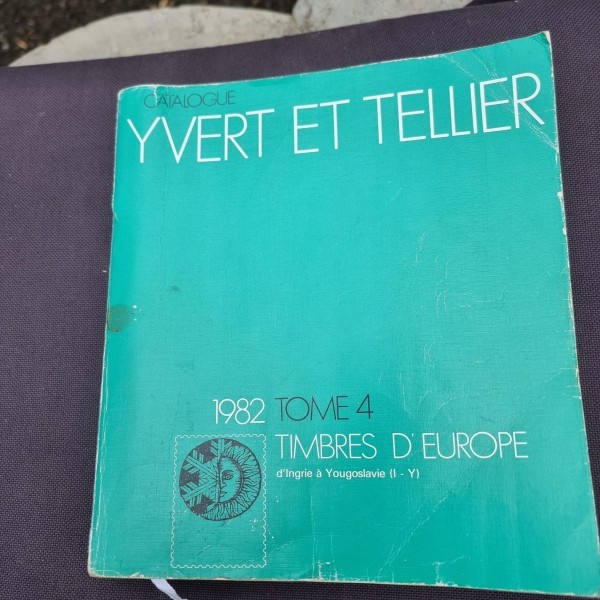 CATALOGUE
YVERT ET TELLIER
1982 TOME 4
TIMBRES D'EUROPE
d'Ingrie à Yougoslavie (I - Y)